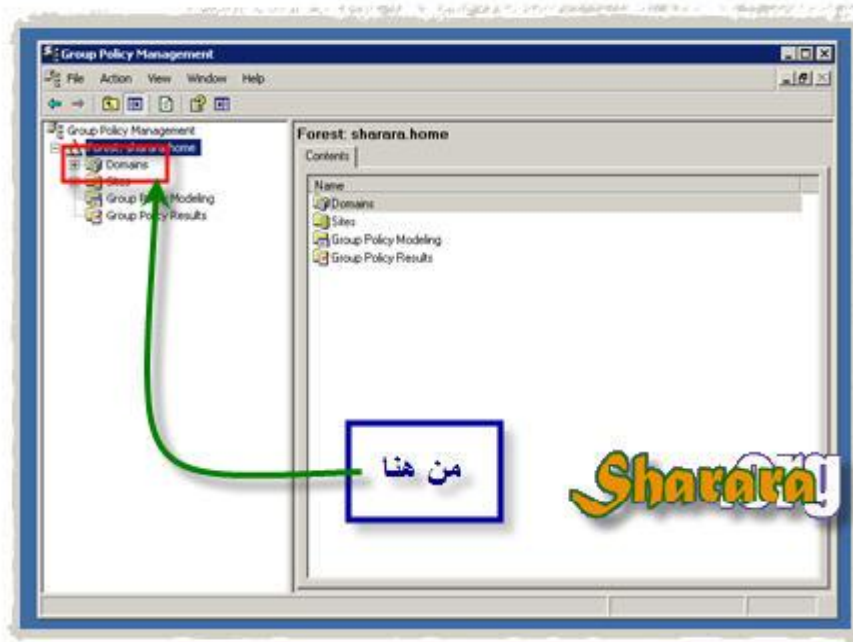 Group Policy Management
File Action View Window Help
Group Policy Management
Forest: sharara.home
Domains
Sites
Group Policy Modeling
Group Policy Results
Forest: sharara.home
Contents
Name
Domains
Sites
Group Policy Modeling
Group Policy Results
من هنا
Sharara
org